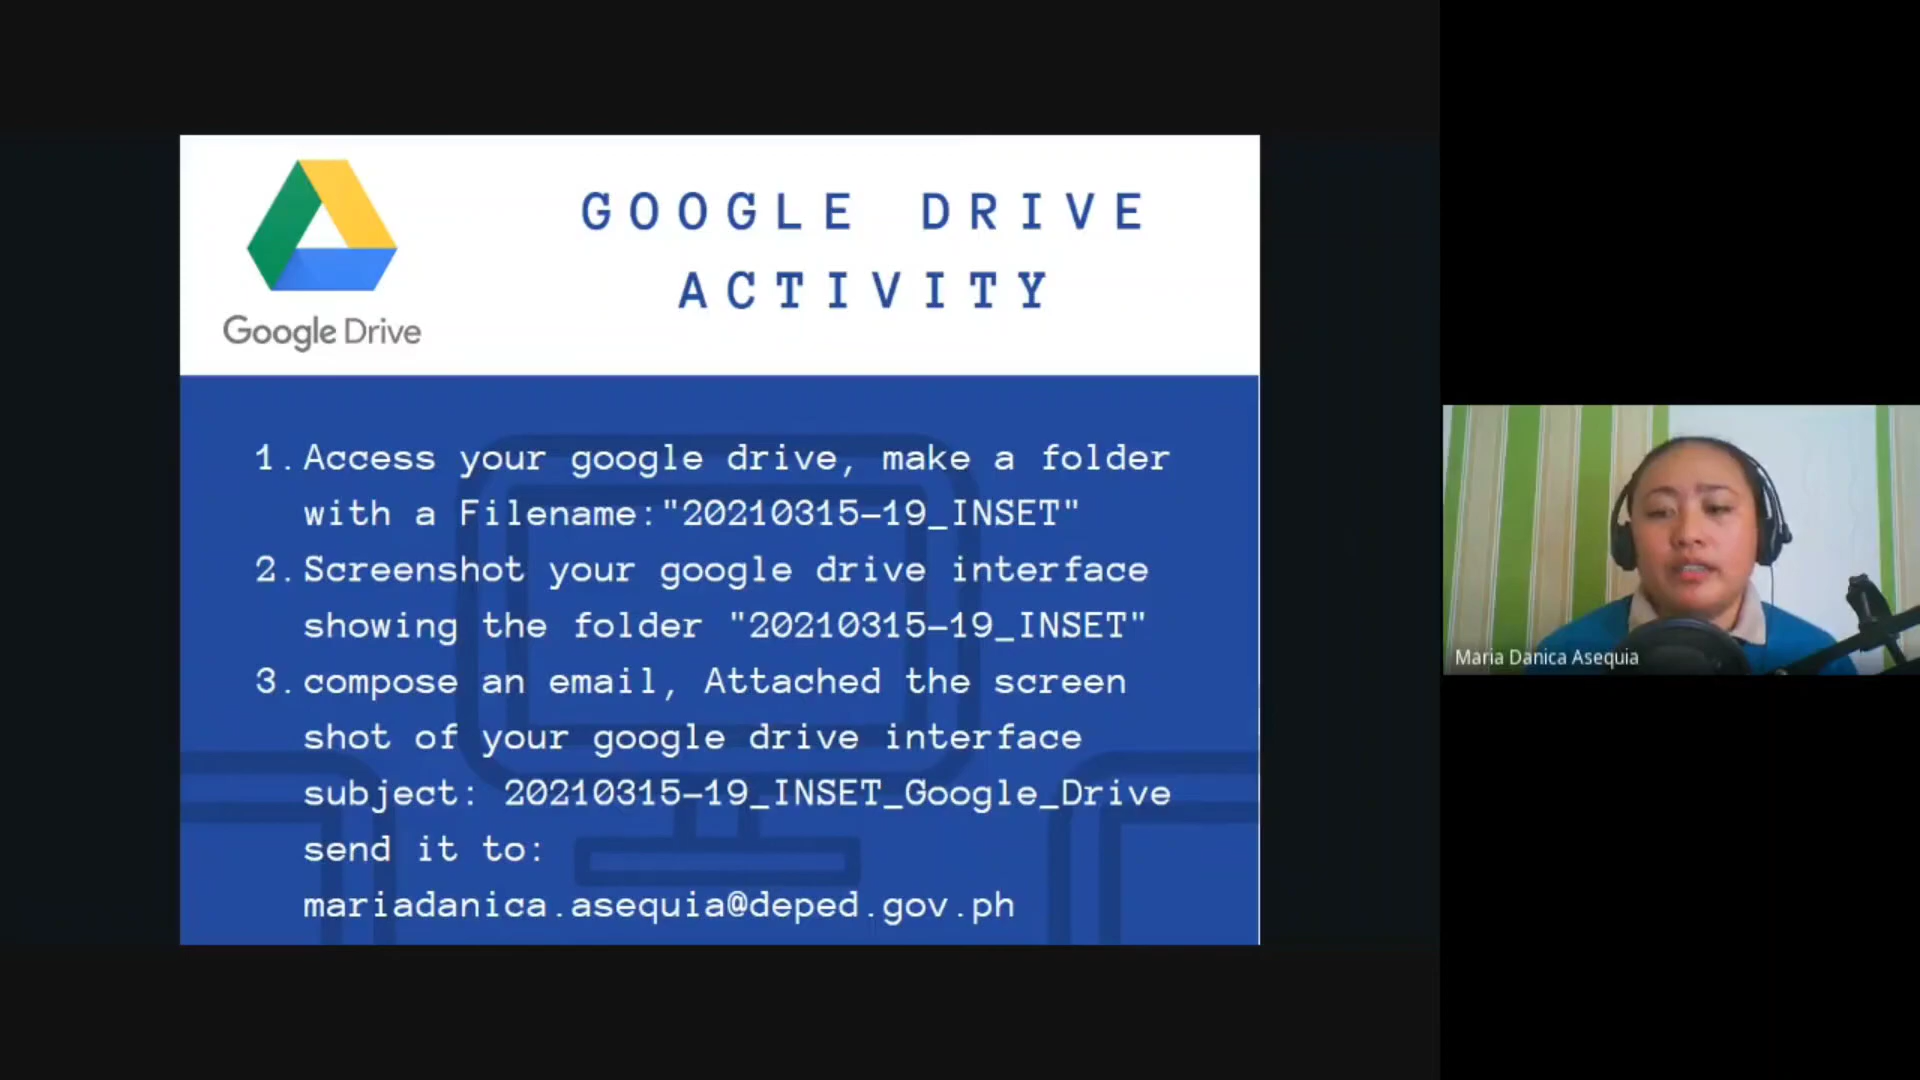 GOOGLE DRIVE
ACTIVITY
Google Drive
1. Access your google drive, make a folder
with a Filename:"20210315-19_INSET"
2. Screenshot your google drive interface
showing the folder "20210315-19_INSET"
3. compose an email, Attached the screen
shot of your google drive interface
subject: 20210315-19_INSET_Google_Drive
send it to:
mariadanica.asequia@deped.gov.ph
Maria Danica Asequia